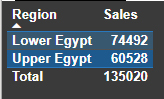 Region Sales
Lower Egypt 74492
Upper Egypt 60528
Total 135020